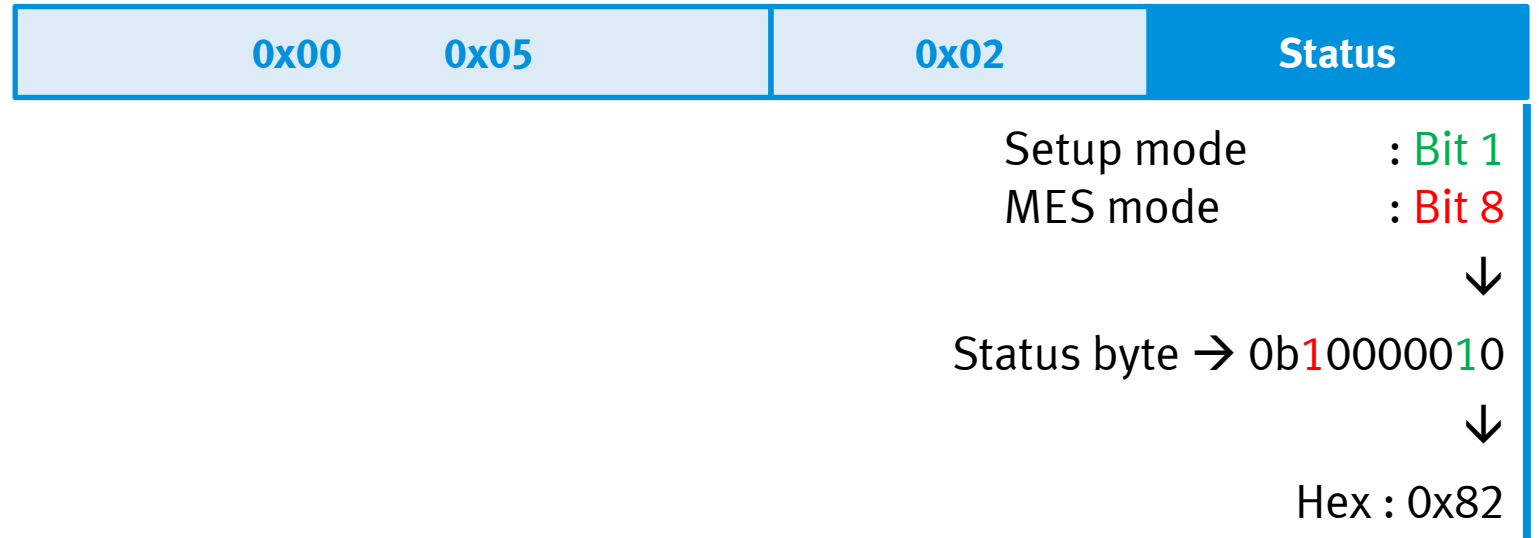 0x00 0x05 0x02 Status
Setup mode : Bit 1
MES mode : Bit 8
↓
Status byte → 0b10000010
↓
Hex : 0x82